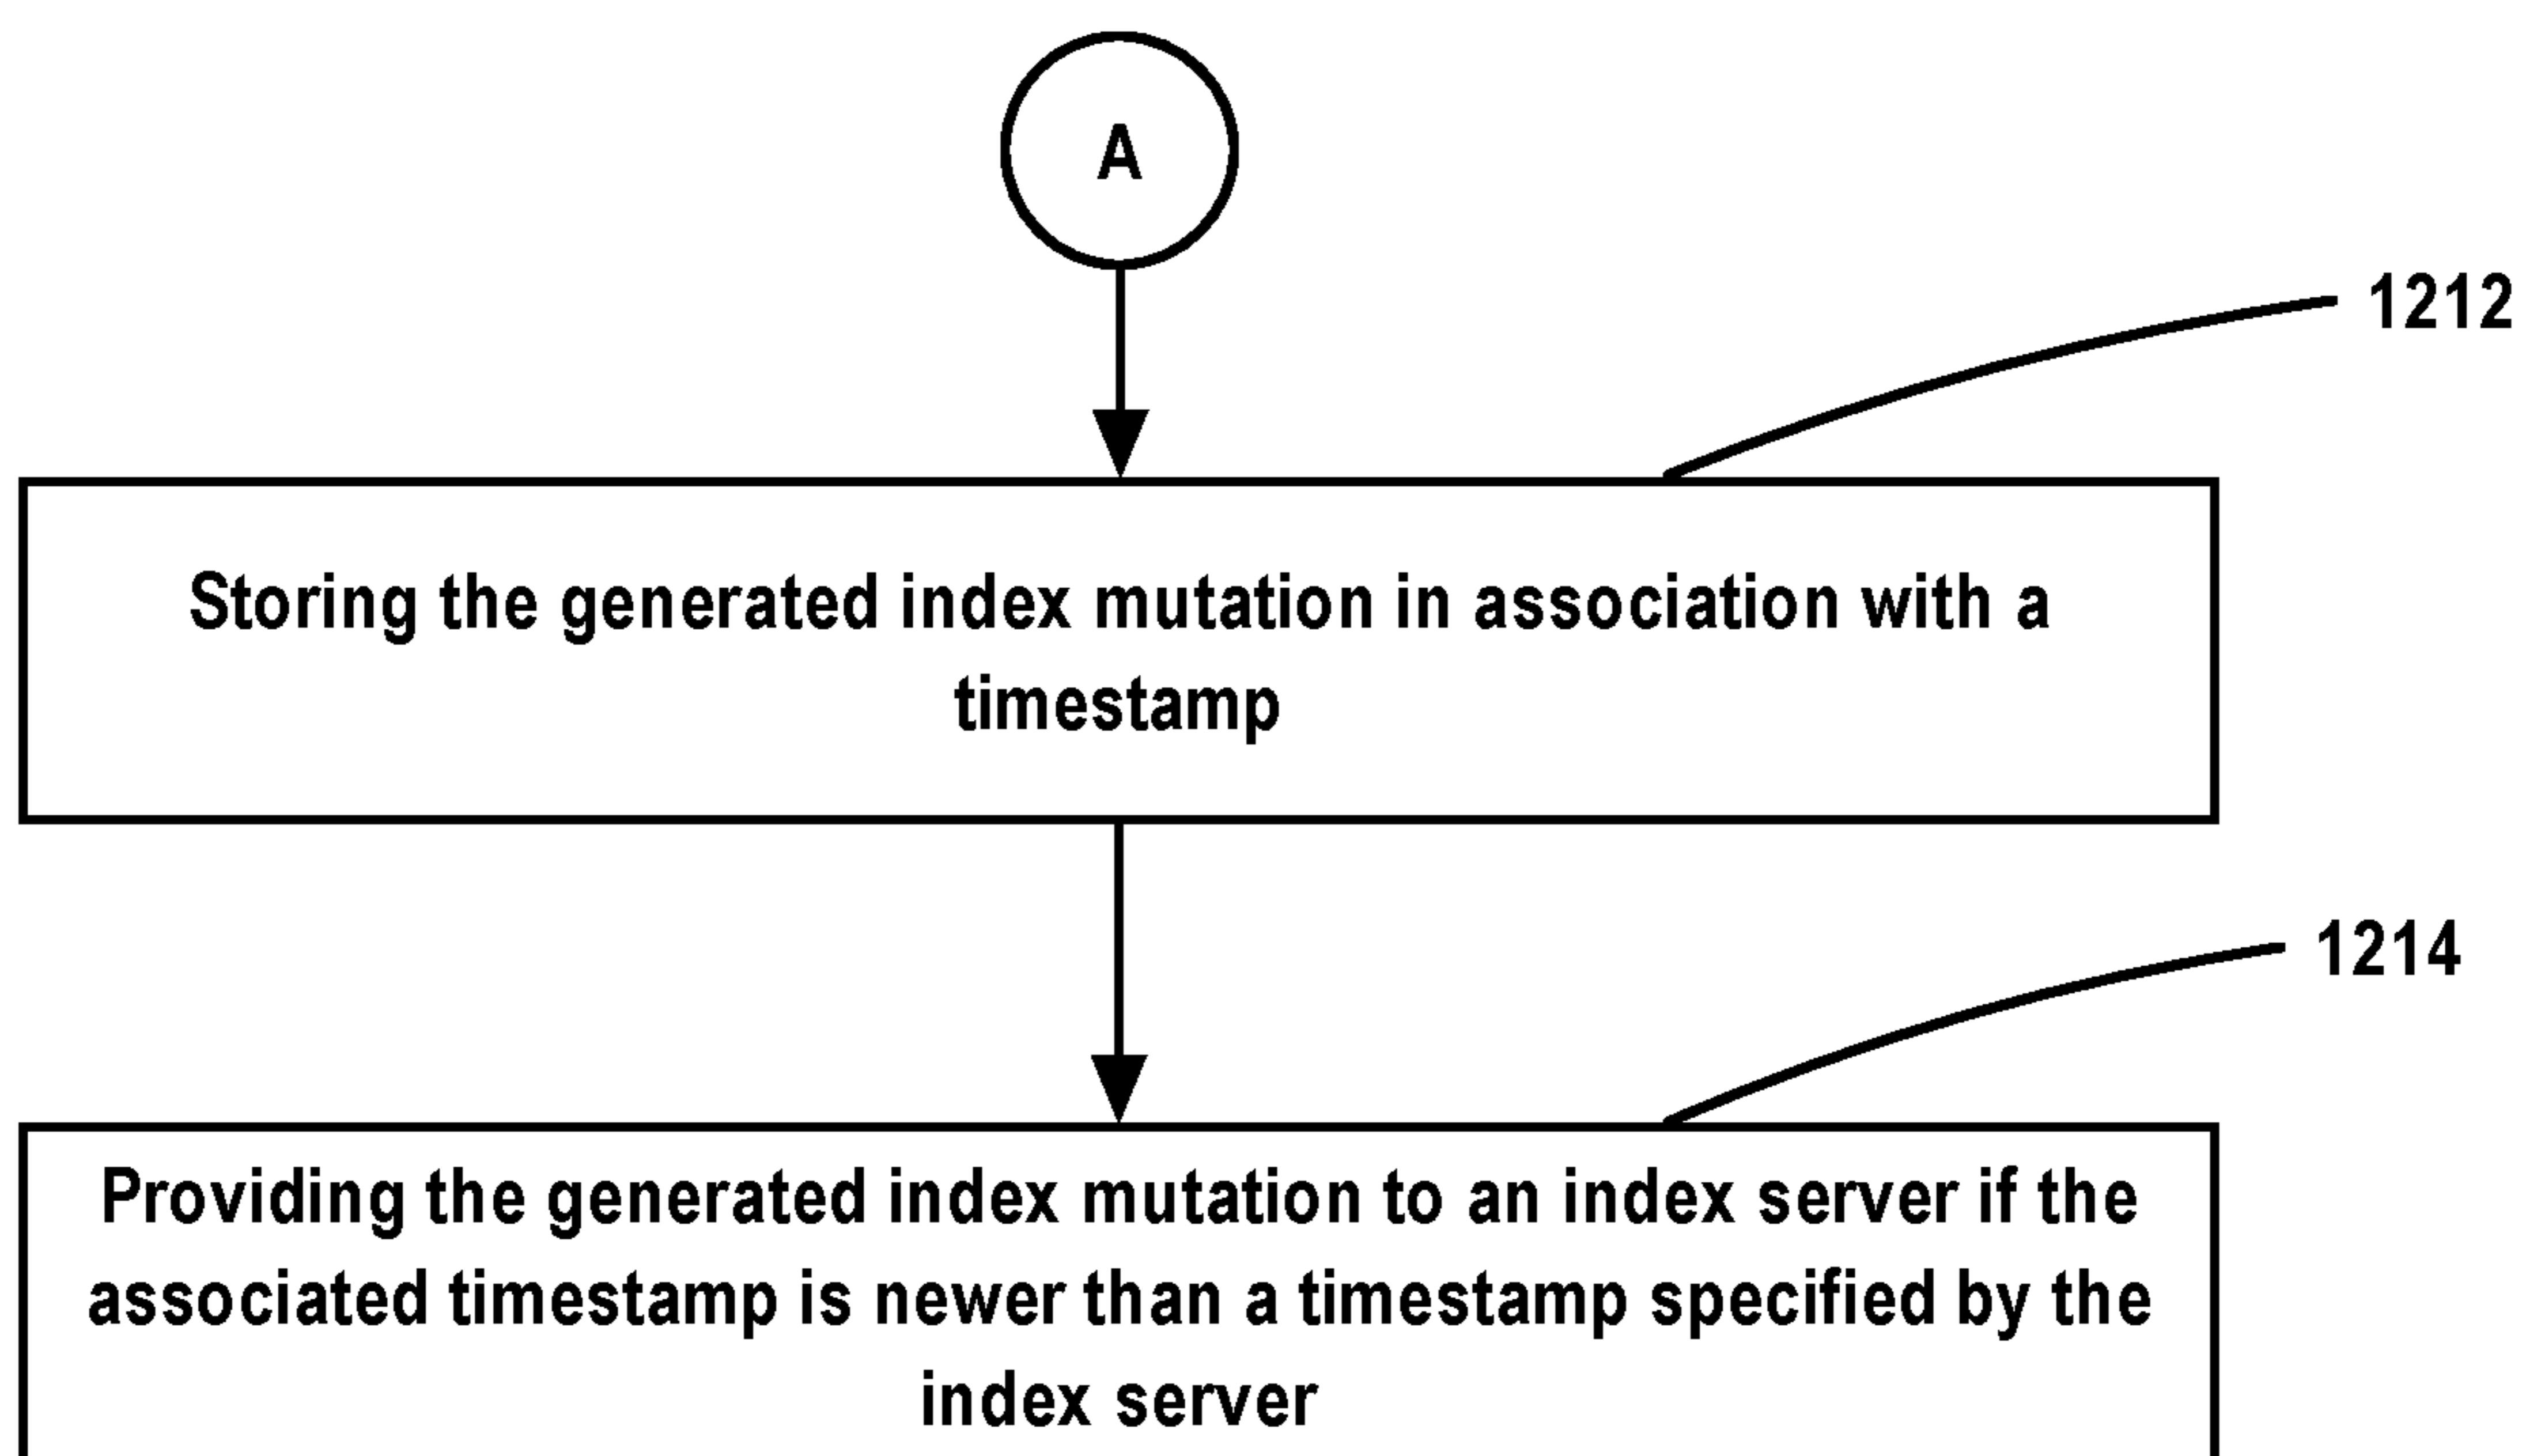 A
1212
Storing the generated index mutation in association with a
timestamp
1214
Providing the generated index mutation to an index server if the
associated timestamp is newer than a timestamp specified by the
index server